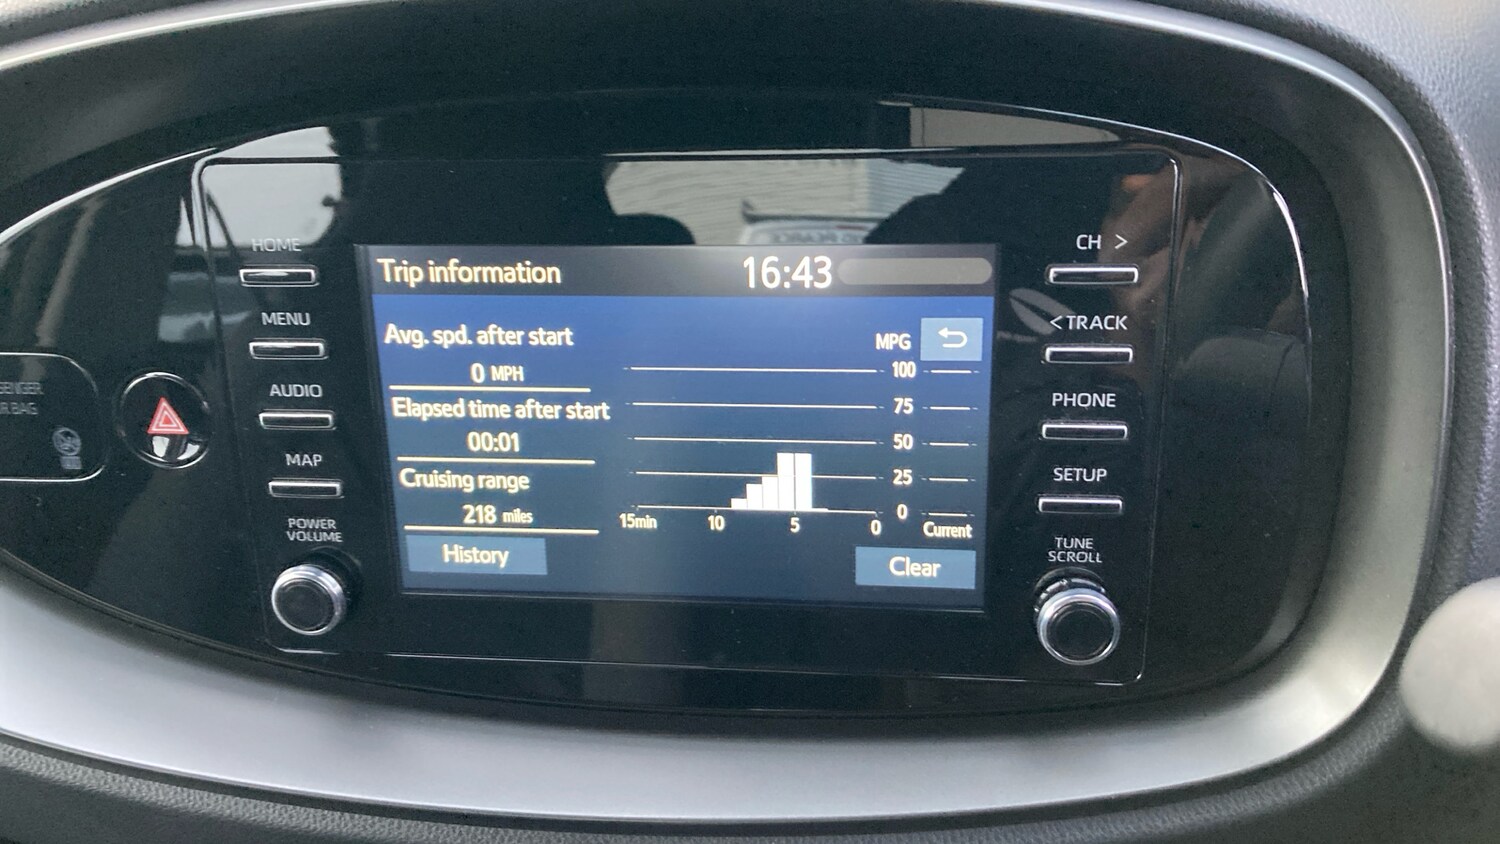 HOME
MENU
AUDIO
MAP
POWER
VOLUME
Trip information
16:43
Avg. spd. after start
0 MPH
Elapsed time after start
00:01
Cruising range
218 miles
History
MPG
100
75
50
25
0
15min 10 5 0 Current
Clear
CH >
< TRACK
PHONE
SETUP
TUNE
SCROLL